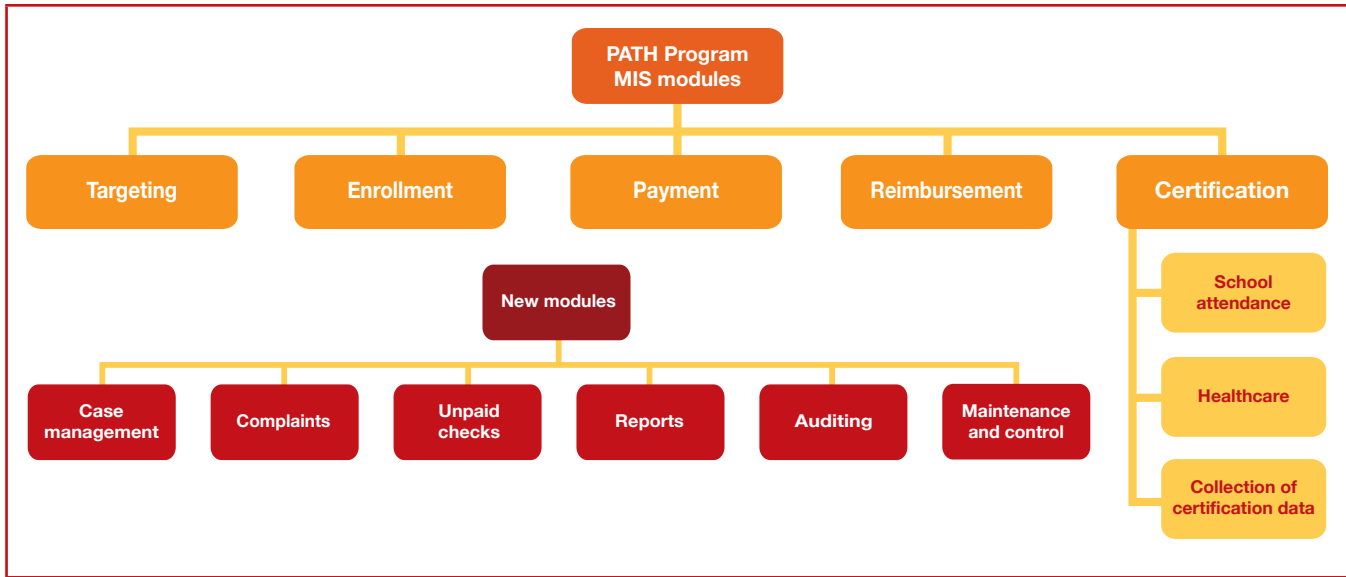 PATH Program
MIS modules
Targeting
Enrollment
Payment
Reimbursement
Certification
School
attendance
Healthcare
Collection of
certification data
New modules
Case
management
Complaints
Unpaid
checks
Reports
Auditing
Maintenance
and control